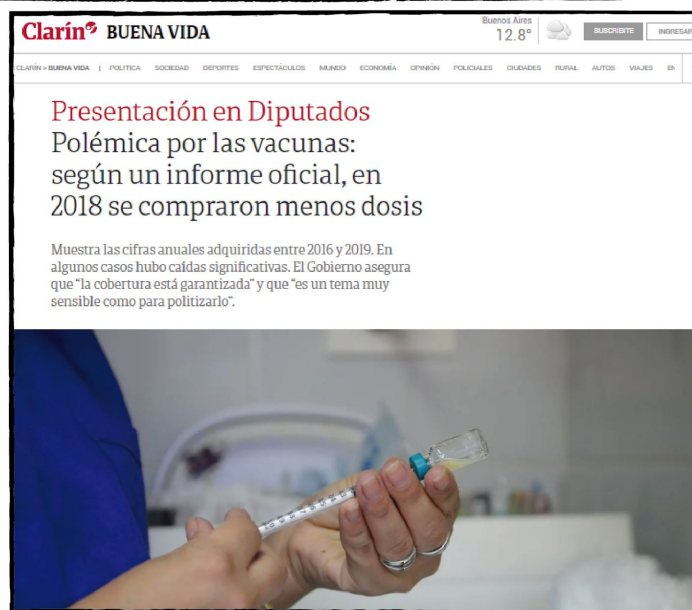 Clarín BUENA VIDA
Buenos Aires
12.8°
SUSCRIBITE
INGRESAR
CLARÍN > BUENA VIDA | POLÍTICA SOCIEDAD DEPORTES ESPECTÁCULOS MUNDO ECONOMÍA OPINIÓN POLICIALES CIUDADES RURAL AUTOS VIAJES
Presentación en Diputados
Polémica por las vacunas:
según un informe oficial, en
2018 se compraron menos dosis
Muestra las cifras anuales adquiridas entre 2016 y 2019. En
algunos casos hubo caídas significativas. El Gobierno asegura
que "la cobertura está garantizada" y que "es un tema muy
sensible como para politizarlo".